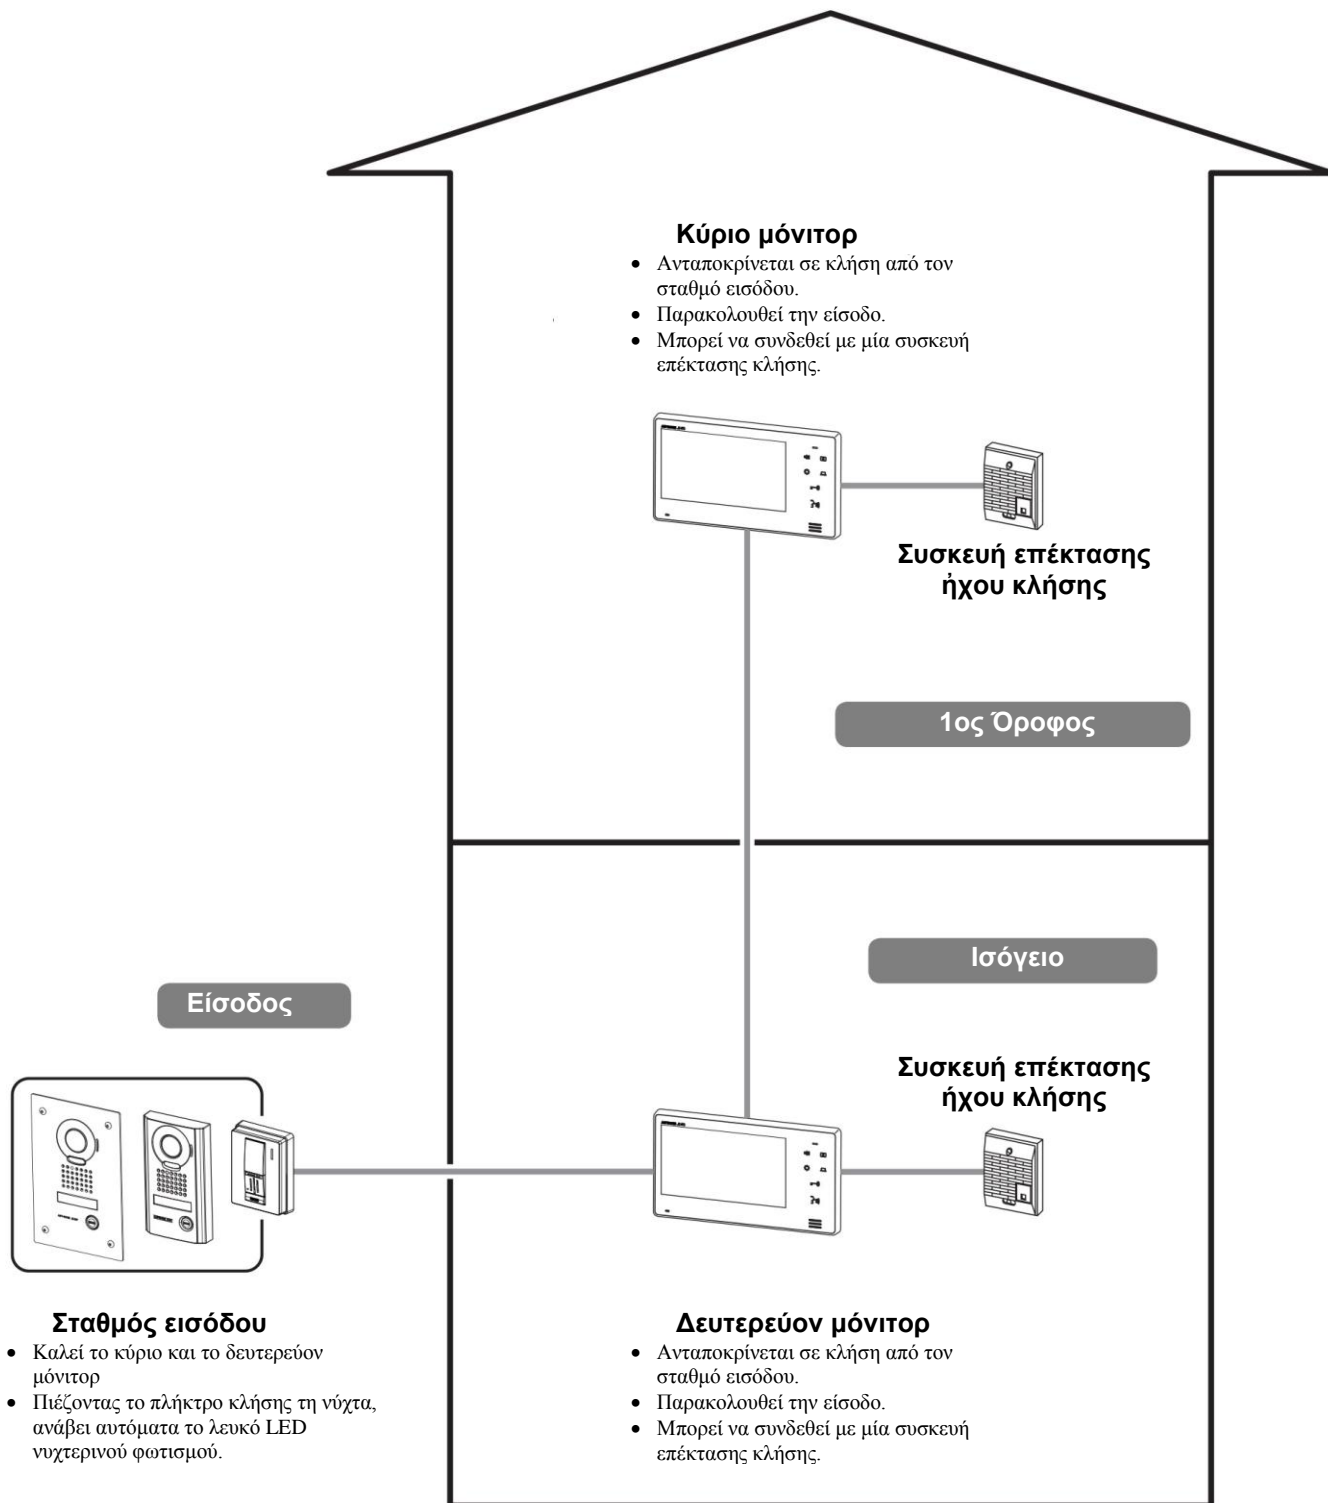 Κύριο μόνιτορ
• Ανταποκρίνεται σε κλήση από τον
σταθμό εισόδου.
• Παρακολουθεί την είσοδο.
• Μπορεί να συνδεθεί με μία συσκευή
επέκτασης κλήσης.
Συσκευή επέκτασης
ἠχου κλήσης
1ος Όροφος
Ισόγειο
Είσοδος
Συσκευή επέκτασης
ήχου κλήσης
Σταθμός εισόδου
• Καλεί το κύριο και το δευτερεύον
μόνιτορ
• Πιέζοντας το πλήκτρο κλήσης τη νύχτα,
ανάβει αυτόματα το λευκό LED
νυχτερινού φωτισμού.
Δευτερεύον μόνιτορ
• Ανταποκρίνεται σε κλήση από τον
σταθμό εισόδου.
• Παρακολουθεί την είσοδο.
• Μπορεί να συνδεθεί με μία συσκευή
επέκτασης κλήσης.